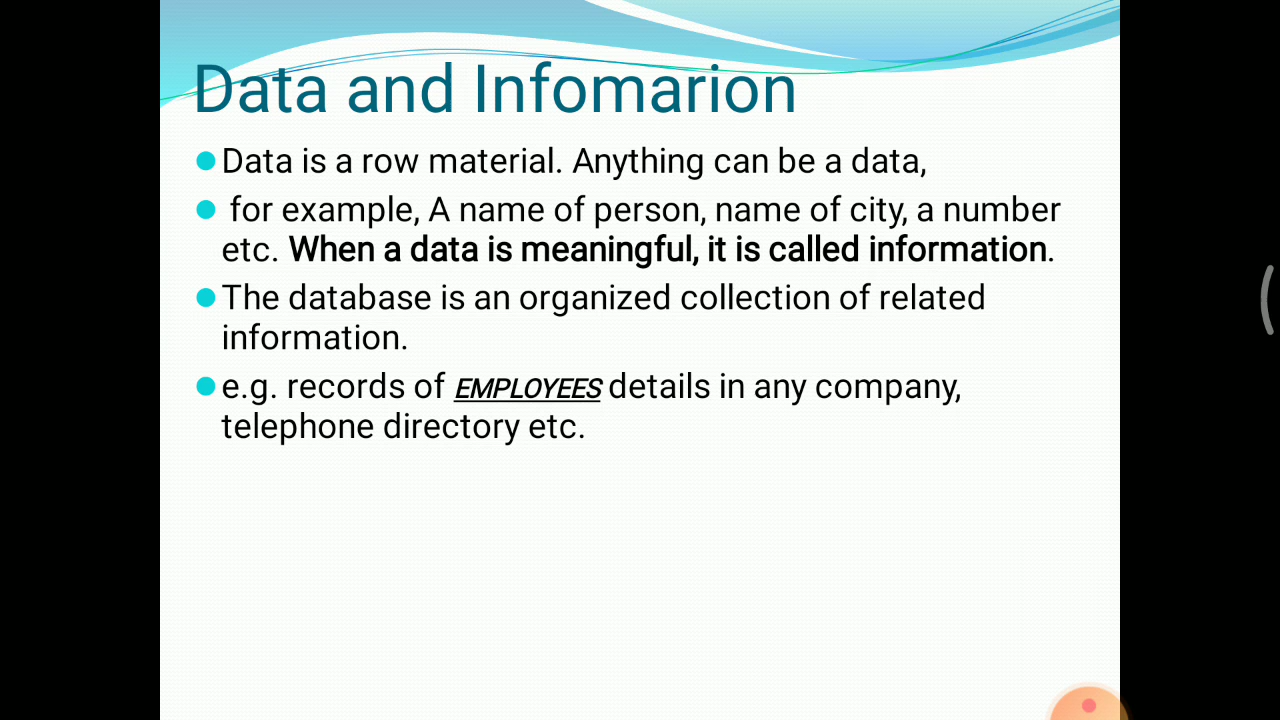 Data and Infomarion
Data is a row material. Anything can be a data,
for example, A name of person, name of city, a number
etc. When a data is meaningful, it is called information.
The database is an organized collection of related
information.
e.g. records of EMPLOYEES details in any company,
telephone directory etc.